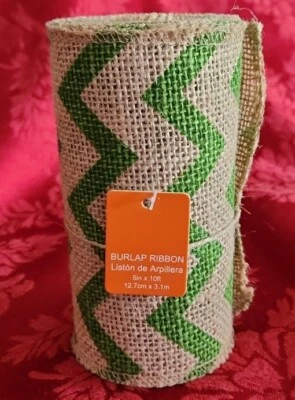 BURLAP RIBBON
Listón de Arpillera
5in x 10ft
12.7cm x 3.1m